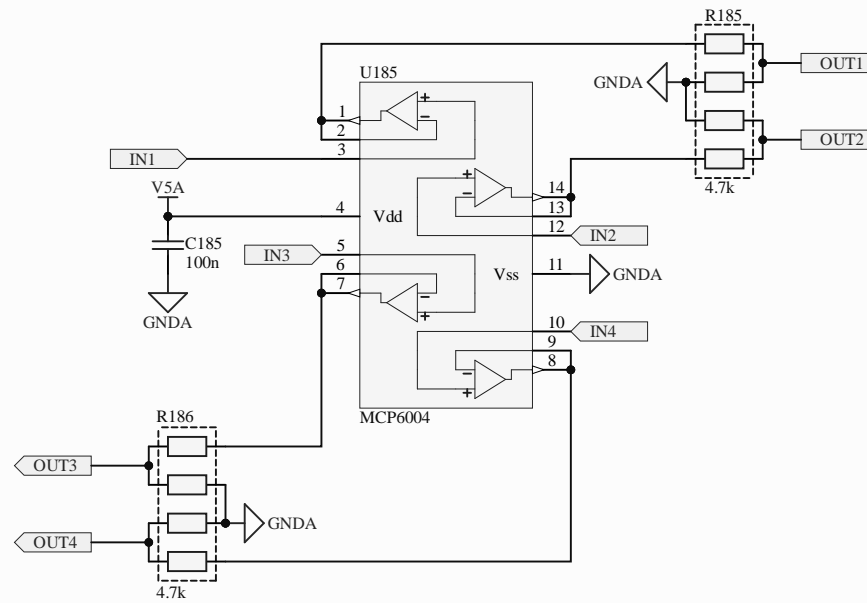 R185
OUT1
GNDA
OUT2
4.7k
U185
1
2
3
IN1
14
13
12
IN2
V5A
4
Vdd
C185
100n
GNDA
IN3
5
6
7
Vss
11
GNDA
10
IN4
9
8
MCP6004
R186
OUT3
GNDA
OUT4
4.7k